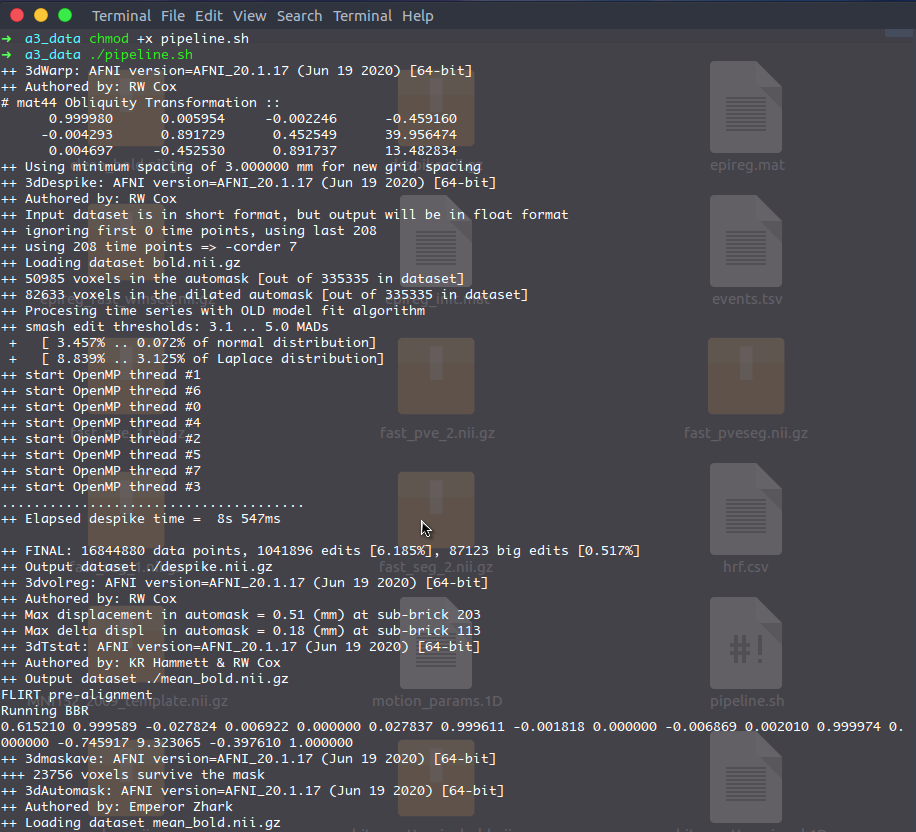 Terminal File Edit View Search Terminal Help
➜ a3_data chmod +x pipeline.sh
➜ a3_data ./pipeline.sh
++ 3dWarp: AFNI version=AFNI_20.1.17 (Jun 19 2020) [64-bit]
++ Authored by: RW Cox
# mat44 Obliquity Transformation ::
0.999980 0.005954 -0.002246 -0.459160
-0.004293 0.891729 0.452549 39.956474
0.004697 -0.452530 0.891737 13.482834
++ Using minimum spacing of 3.000000 mm for new grid spacing
epireg.mat
++ 3dDespike: AFNI version=AFNI_20.1.17 (Jun 19 2020) [64-bit]
++ Authored by: RW Cox
++ Input dataset is in short format, but output will be in float format
++ ignoring first 0 time points, using last 208
++ using 208 time points => -corder 7
++ Loading dataset bold.nii.gz
++ 50985 voxels in the automask [out of 335335 in dataset]
++ 82633 voxels in the dilated automask [out of 335335 in dataset]
events.tsv
++ Procesing time series with OLD model fit algorithm
++ smash edit thresholds: 3.1 .. 5.0 MADs
+ [ 3.457% .. 0.072% of normal distribution]
+ [ 8.839% .. 3.125% of Laplace distribution]
++ start OpenMP thread #1
++ start OpenMP thread #6
++ start OpenMP thread #0
++ start OpenMP thread #4
fast_pve_2.nii.gz fast_pveseg.nii.gz
++ start OpenMP thread #2
++ start OpenMP thread #5
++ start OpenMP thread #7
++ start OpenMP thread #3
......................................
++ Elapsed despike time = 8s 547ms
++ FINAL: 16844880 data points, 1041896 edits [6.185%], 87123 big edits [0.517%]
++ Output dataset ./despike.nii.gz
fast_seg_2.nii.gz hrf.csv
++ 3dvolreg: AFNI version=AFNI_20.1.17 (Jun 19 2020) [64-bit]
++ Authored by: RW Cox
++ Max displacement in automask = 0.51 (mm) at sub-brick 203
++ Max delta displ in automask = 0.18 (mm) at sub-brick 113
++ 3dTstat: AFNI version=AFNI_20.1.17 (Jun 19 2020) [64-bit]
#!
++ Authored by: KR Hammett & RW Cox
++ Output dataset ./mean_bold.nii.gz
FLIRT pre-alignment
MNI152_2009_template.nii.gz motion_params.1D pipeline.sh
Running BBR
0.615210 0.999589 -0.027824 0.006922 0.000000 0.027837 0.999611 -0.001818 0.000000 -0.006869 0.002010 0.999974 0.
000000 -0.745917 9.323065 -0.397610 1.000000
++ 3dmaskave: AFNI version=AFNI_20.1.17 (Jun 19 2020) [64-bit]
+++ 23756 voxels survive the mask
++ 3dAutomask: AFNI version=AFNI_20.1.17 (Jun 19 2020) [64-bit]
++ Authored by: Emperor Zhark
++ Loading dataset mean_bold.nii.gz